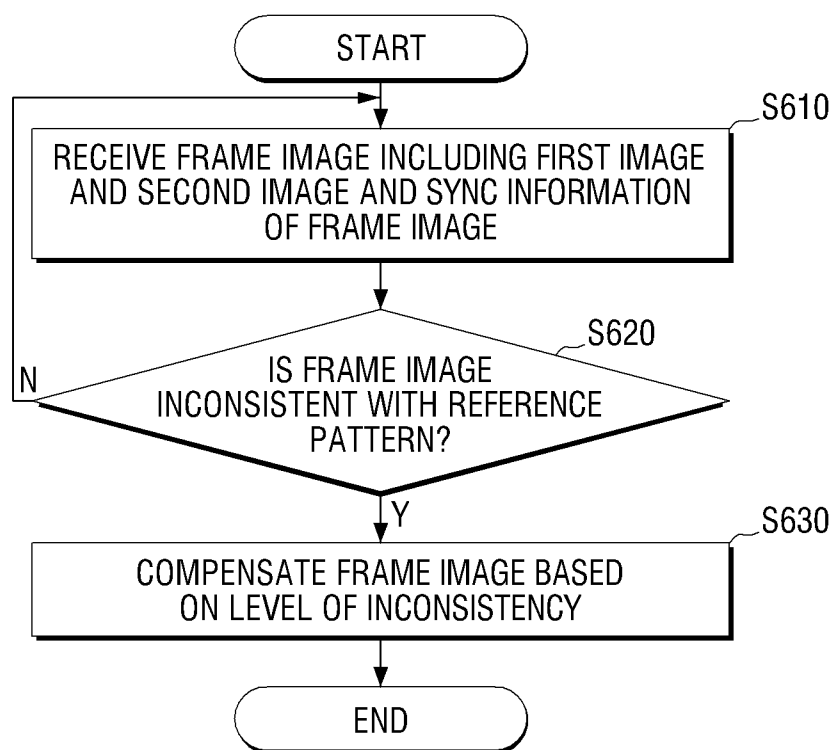 START
S610
RECEIVE FRAME IMAGE INCLUDING FIRST IMAGE
AND SECOND IMAGE AND SYNC INFORMATION
OF FRAME IMAGE
S620
N
IS FRAME IMAGE
INCONSISTENT WITH REFERENCE
PATTERN?
Y
S630
COMPENSATE FRAME IMAGE BASED
ON LEVEL OF INCONSISTENCY
END